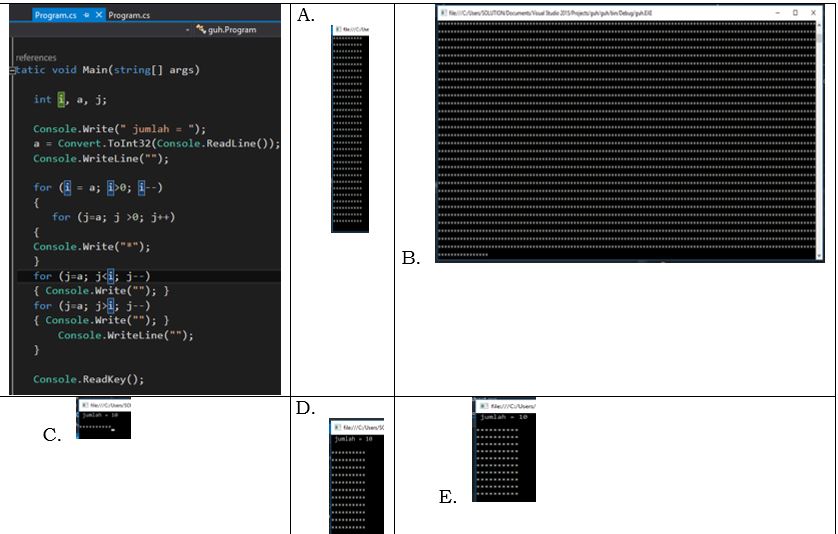 Program.cs Program.cs
guh.Program
references
tatic void Main(string[] args)
int i, a, j;
Console.Write(" jumlah = ");
a = Convert.ToInt32(Console.ReadLine());
Console.WriteLine("");
for (i = a; i>0; i--)
{
for (j=a; j >0; j++)
{
Console.Write("*");
}
for (j=a; j<i; j--)
{ Console.Write(""); }
for (j=a; j>i; j--)
{ Console.Write(""); }
Console.WriteLine("");
}
Console.ReadKey();
A.
file:///C:/Use
B.
file:///C:/Users/SOLUTION/Documents/Visual Studio 2015/Projects/guh/guh/bin/Debug/guh.EXE
C.
file:///C:/Users/SO
jumlah = 10
**********
D.
file:///C:/Users/SO
jumlah = 10
E.
file:///C:/Users/
jumlah = 10